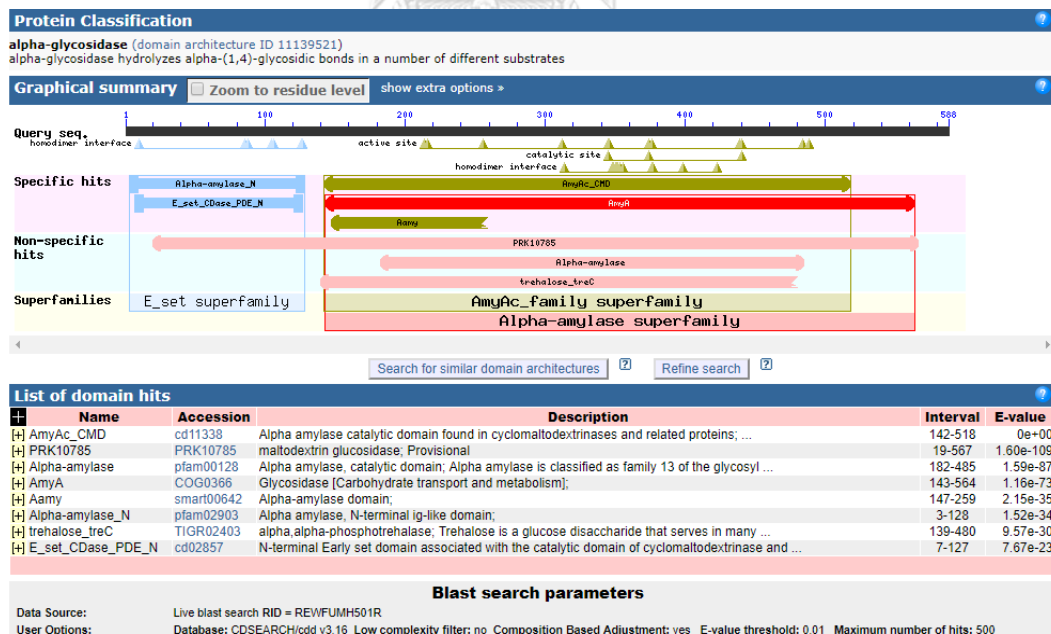 Protein Classification ?
alpha-glycosidase (domain architecture ID 11139521)
alpha-glycosidase hydrolyzes alpha-(1,4)-glycosidic bonds in a number of different substrates
Graphical summary Zoom to residue level show extra options » ?
1 100 200 300 400 500 588
Query seq.
homodimer interface active site
catalytic site
homodimer interface
Specific hits Alpha-amylase_N AmyAc_CMD
E_set_CDase_PDE_N AmyA
Aamy
Non-specific hits PRK10785
Alpha-amylase
trehalose_treC
Superfamilies E_set superfamily AmyAc_family superfamily
Alpha-amylase superfamily
Search for similar domain architectures ? Refine search ?
List of domain hits ?
+ Name Accession Description Interval E-value
[+] AmyAc_CMD cd11338 Alpha amylase catalytic domain found in cyclomaltodextrinases and related proteins; ... 142-518 0e+00
[+] PRK10785 PRK10785 maltodextrin glucosidase; Provisional 19-567 1.60e-109
[+] Alpha-amylase pfam00128 Alpha amylase, catalytic domain; Alpha amylase is classified as family 13 of the glycosyl ... 182-485 1.59e-87
[+] AmyA COG0366 Glycosidase [Carbohydrate transport and metabolism]; 143-564 1.16e-73
[+] Aamy smart00642 Alpha-amylase domain; 147-259 2.15e-35
[+] Alpha-amylase_N pfam02903 Alpha amylase, N-terminal ig-like domain; 3-128 1.52e-34
[+] trehalose_treC TIGR02403 alpha,alpha-phosphotrehalase; Trehalose is a glucose disaccharide that serves in many ... 139-480 9.57e-30
[+] E_set_CDase_PDE_N cd02857 N-terminal Early set domain associated with the catalytic domain of cyclomaltodextrinase and ... 7-127 7.67e-23
Blast search parameters
Data Source: Live blast search RID = REWFUMH501R
User Options: Database: CDSEARCH/cdd v3.16 Low complexity filter: no Composition Based Adjustment: yes E-value threshold: 0.01 Maximum number of hits: 500